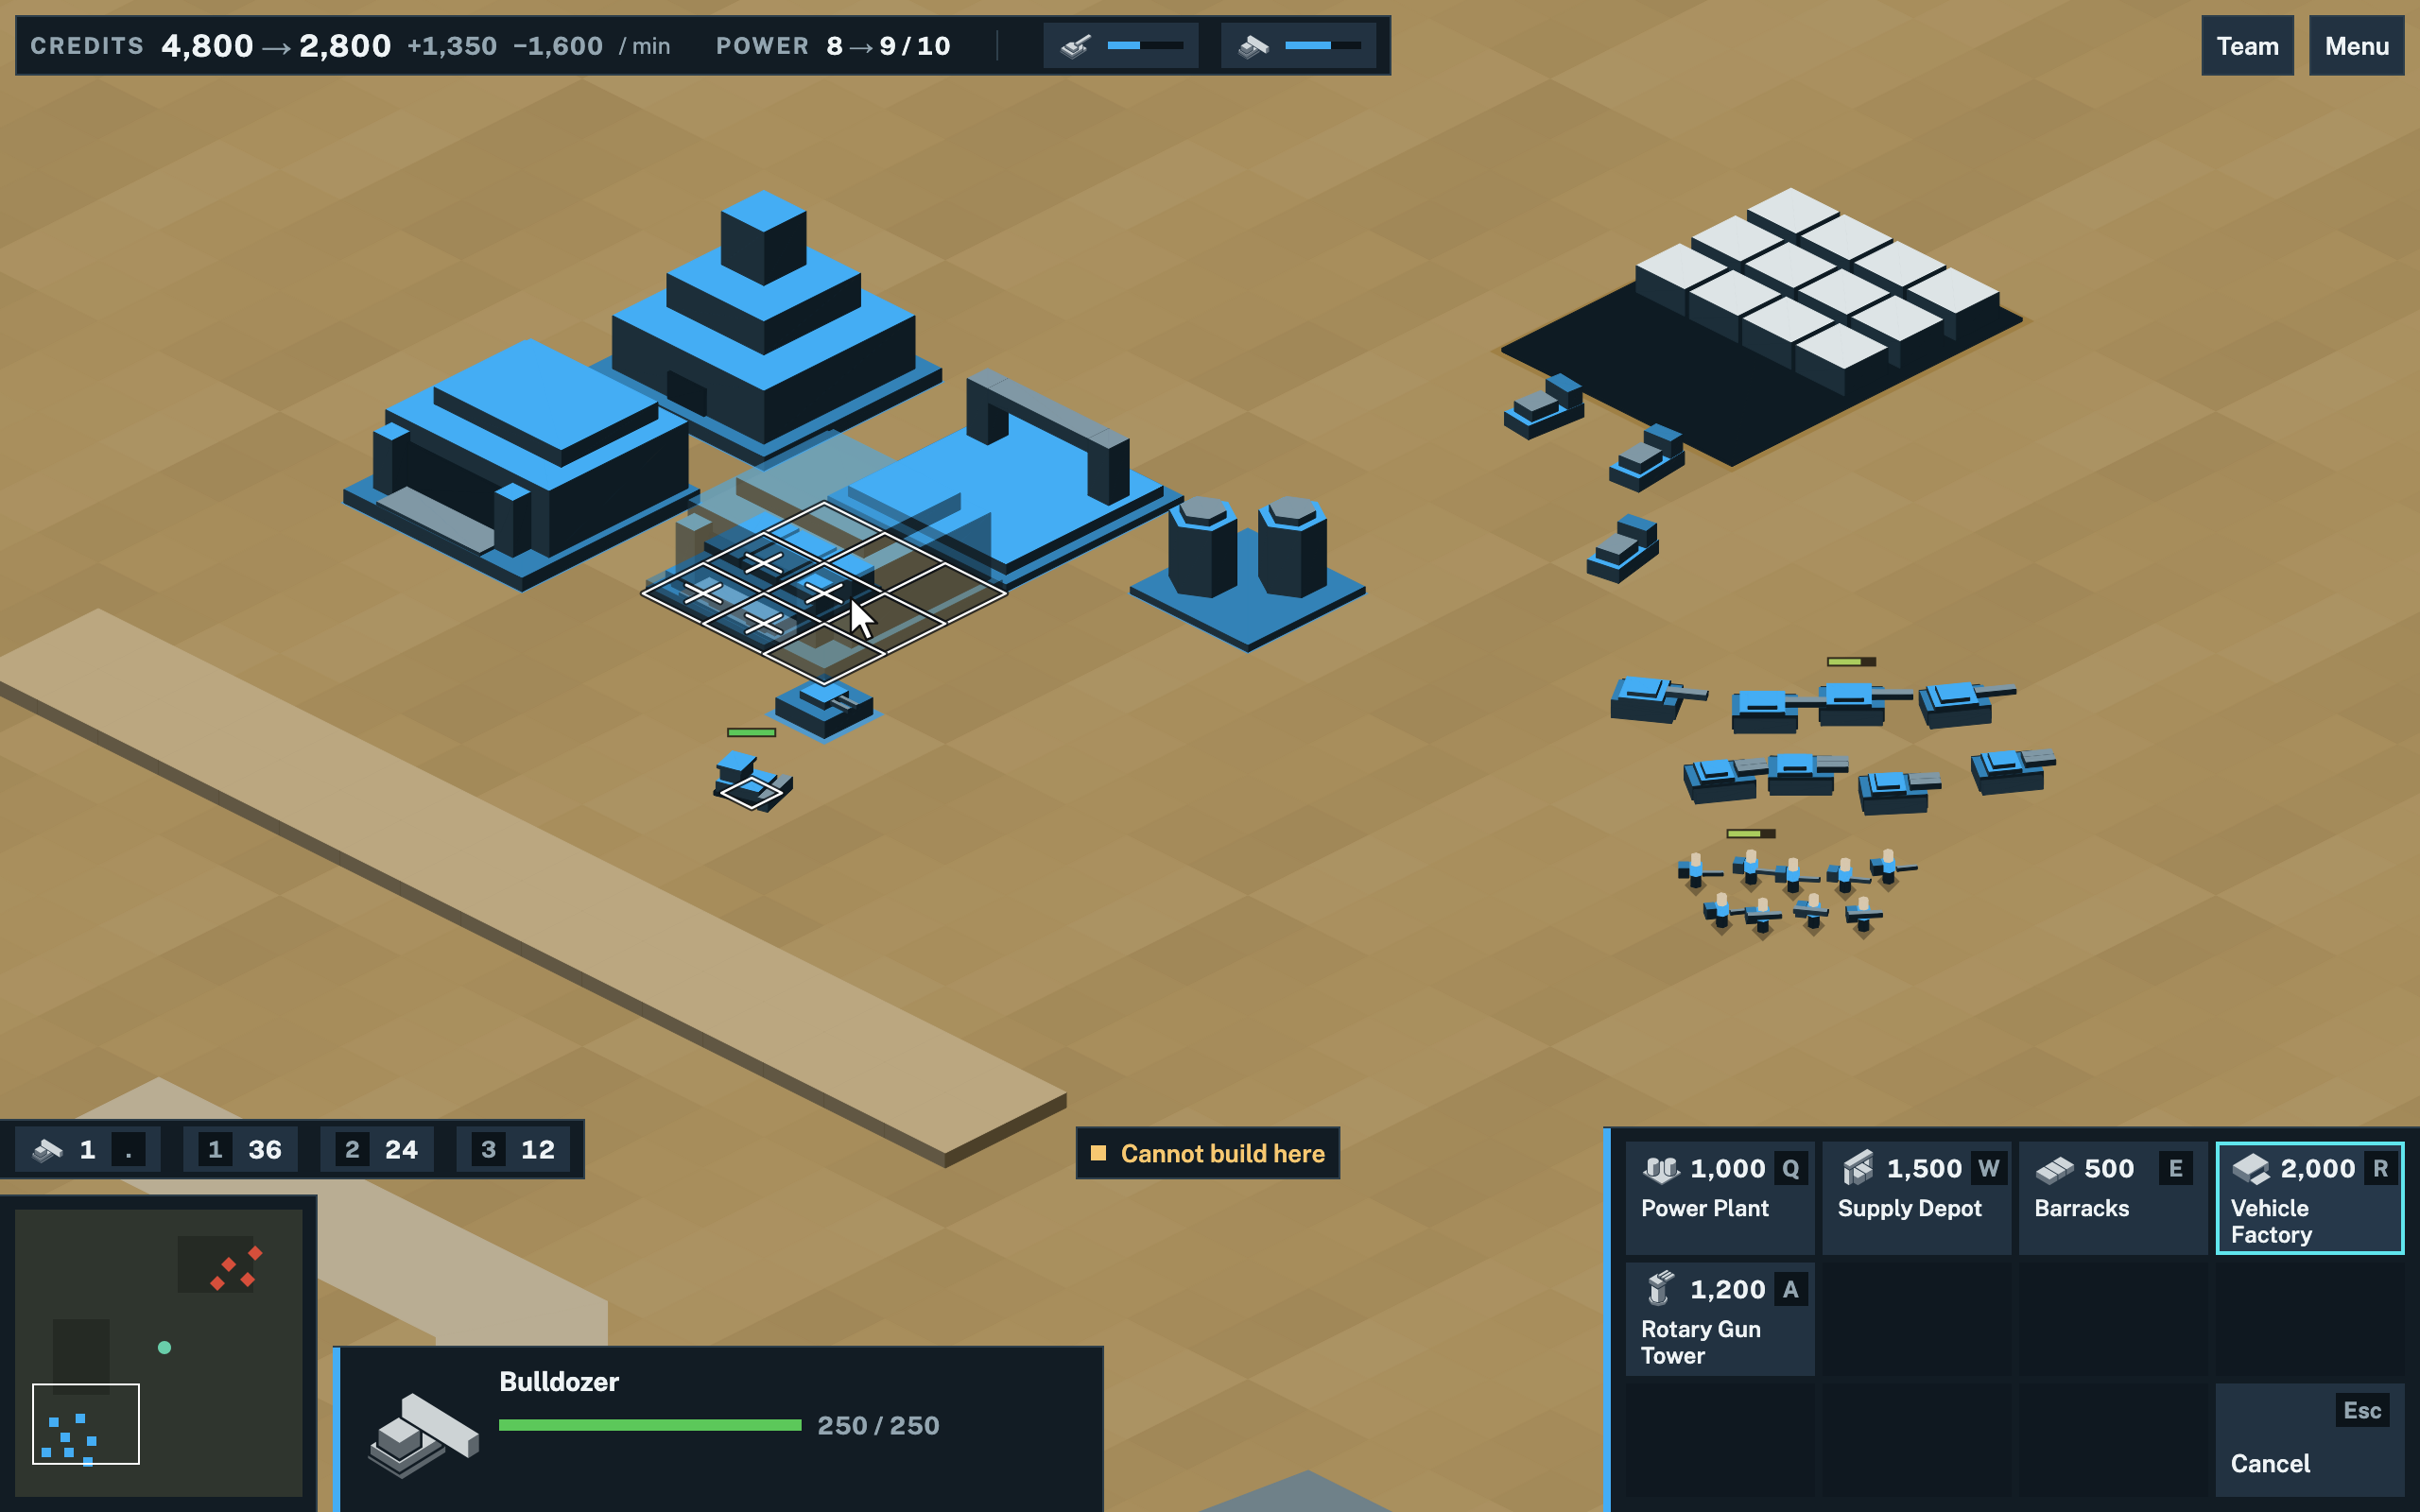 CREDITS 4,800→2,800 +1,350 −1,600 / min POWER 8→9/10
Team
Menu
1 .
1 36
2 24
3 12
Cannot build here
1,000 Q
Power Plant
1,500 W
Supply Depot
500 E
Barracks
2,000 R
Vehicle
Factory
1,200 A
Rotary Gun
Tower
Bulldozer
250 / 250
Esc
Cancel